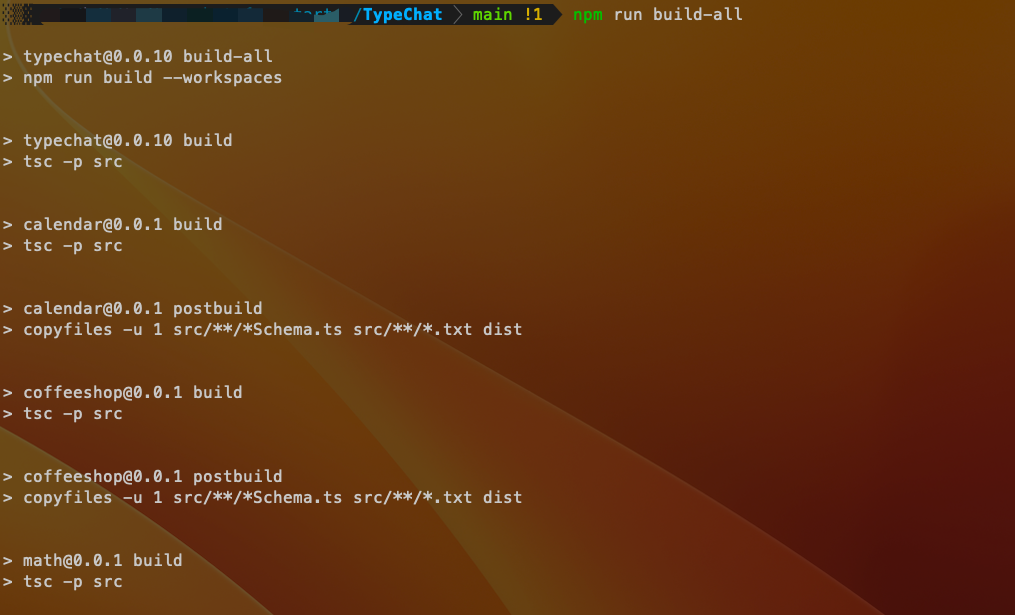 /TypeChat main !1 npm run build-all
> typechat@0.0.10 build-all
> npm run build --workspaces
> typechat@0.0.10 build
> tsc -p src
> calendar@0.0.1 build
> tsc -p src
> calendar@0.0.1 postbuild
> copyfiles -u 1 src/**/*Schema.ts src/**/*.txt dist
> coffeeshop@0.0.1 build
> tsc -p src
> coffeeshop@0.0.1 postbuild
> copyfiles -u 1 src/**/*Schema.ts src/**/*.txt dist
> math@0.0.1 build
> tsc -p src